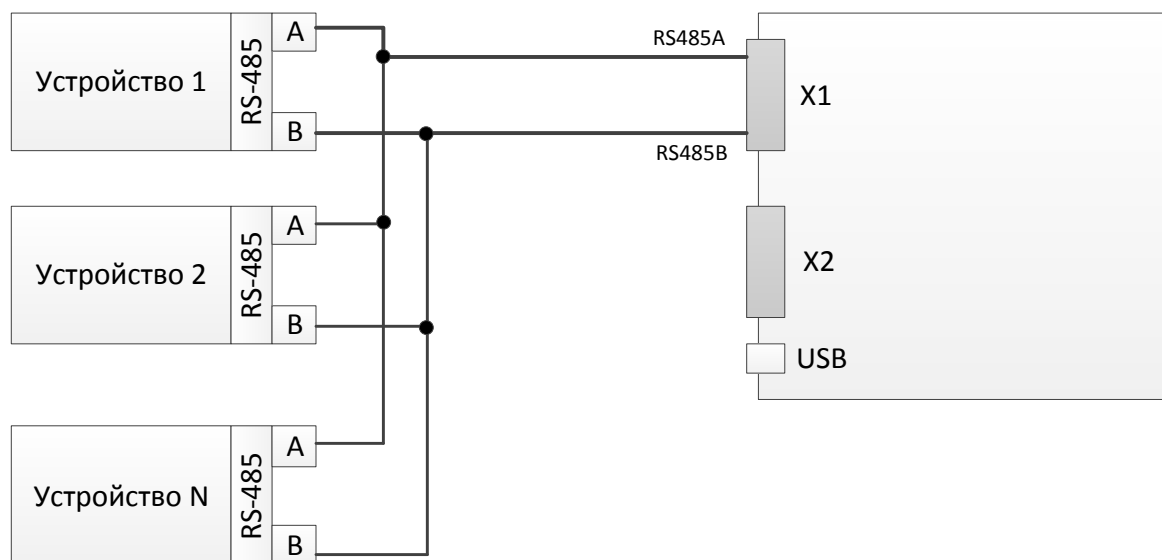 Устройство 1
RS-485
A
B
RS485A
RS485B
X1
Устройство 2
RS-485
A
B
X2
USB
Устройство N
RS-485
A
B